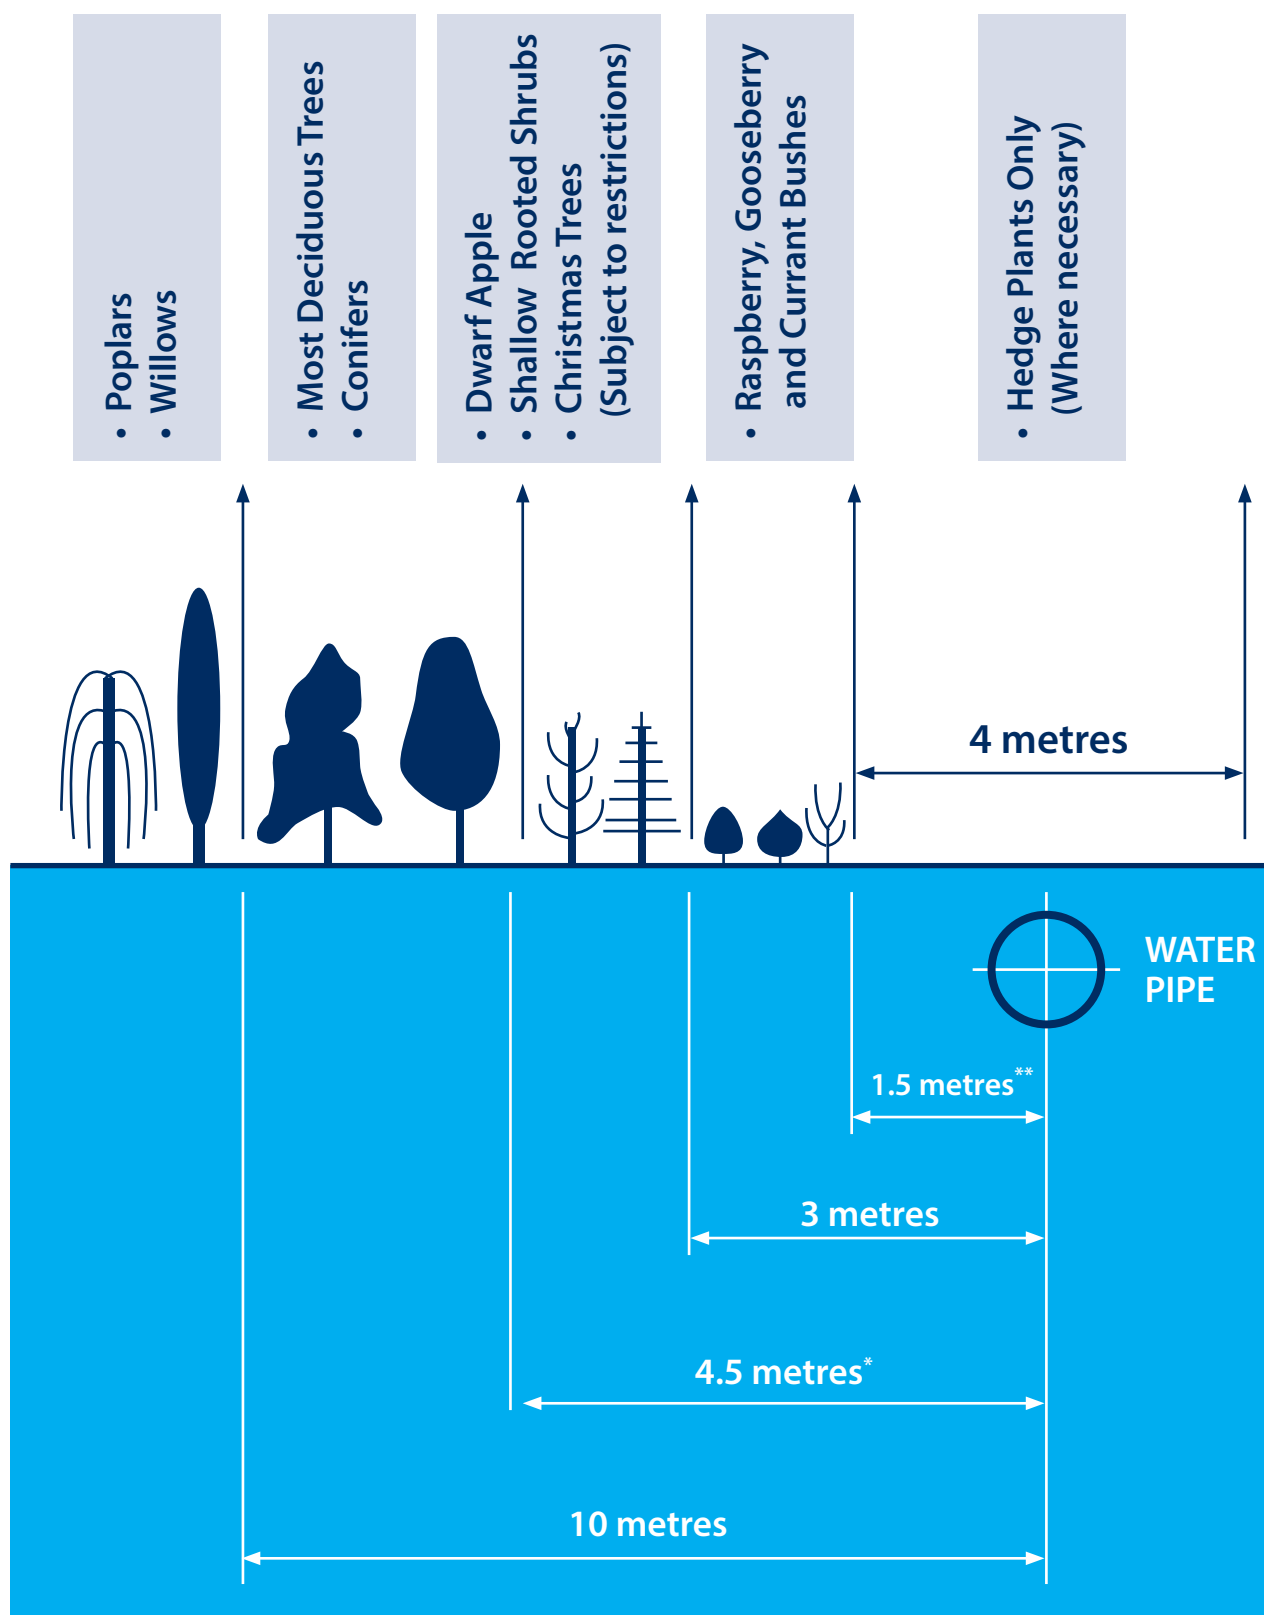 • Poplars
• Willows
• Most Deciduous Trees
• Conifers
• Dwarf Apple
• Shallow Rooted Shrubs
• Christmas Trees
(Subject to restrictions)
• Raspberry, Gooseberry
and Currant Bushes
• Hedge Plants Only
(Where necessary)
4 metres
WATER
PIPE
1.5 metres**
3 metres
4.5 metres*
10 metres